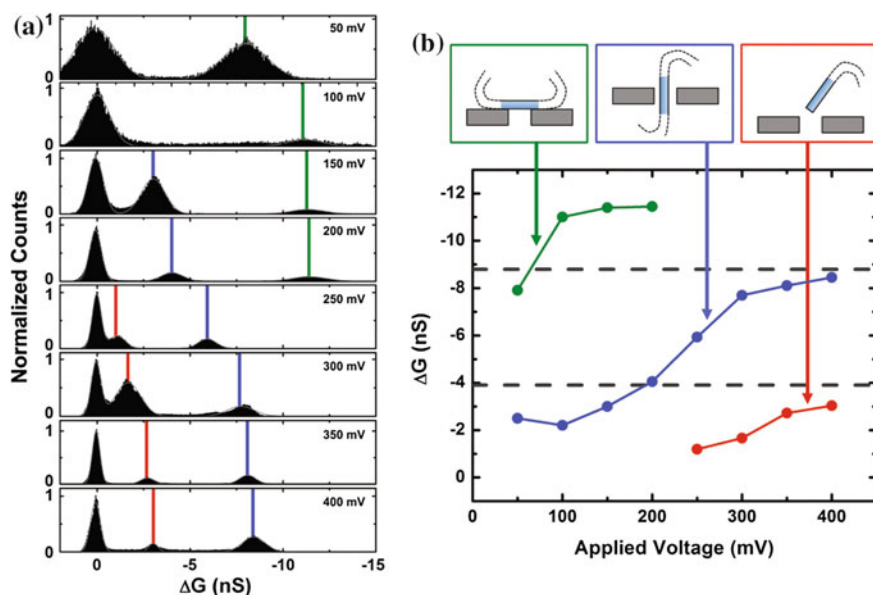 (a)
Normalized Counts
1
0
50 mV
1
0
100 mV
1
0
150 mV
1
0
200 mV
1
0
250 mV
1
0
300 mV
1
0
350 mV
1
0
400 mV
0 -5 -10 -15
ΔG (nS)
(b)
ΔG (nS)
-12
-10
-8
-6
-4
-2
0
0 100 200 300 400
Applied Voltage (mV)